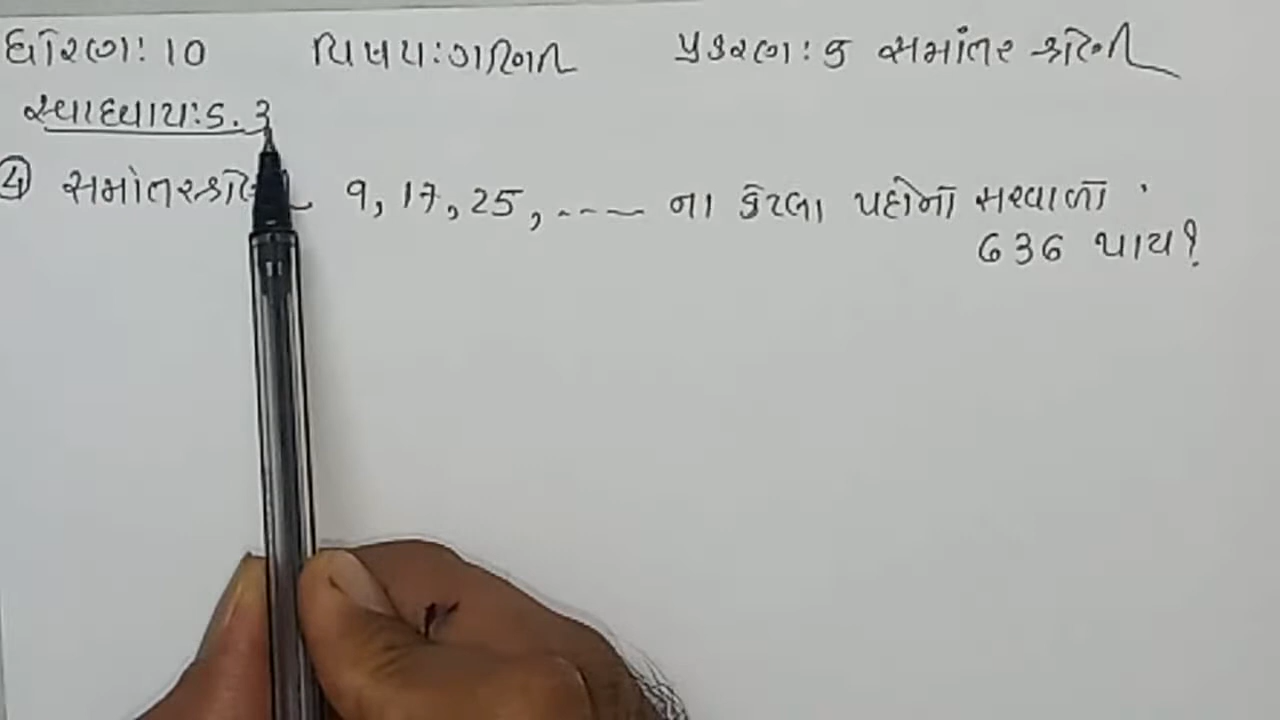 ધોરણ: 10 વિષય: ગણિત પ્રકરણ: 5 સમાંતર શ્રેણી
સ્વાધ્યાય: 5.3
④ સમાંતર શ્રેણી 9, 17, 25, ---- ના કેટલા પદોનો સરવાળો
636 થાય?